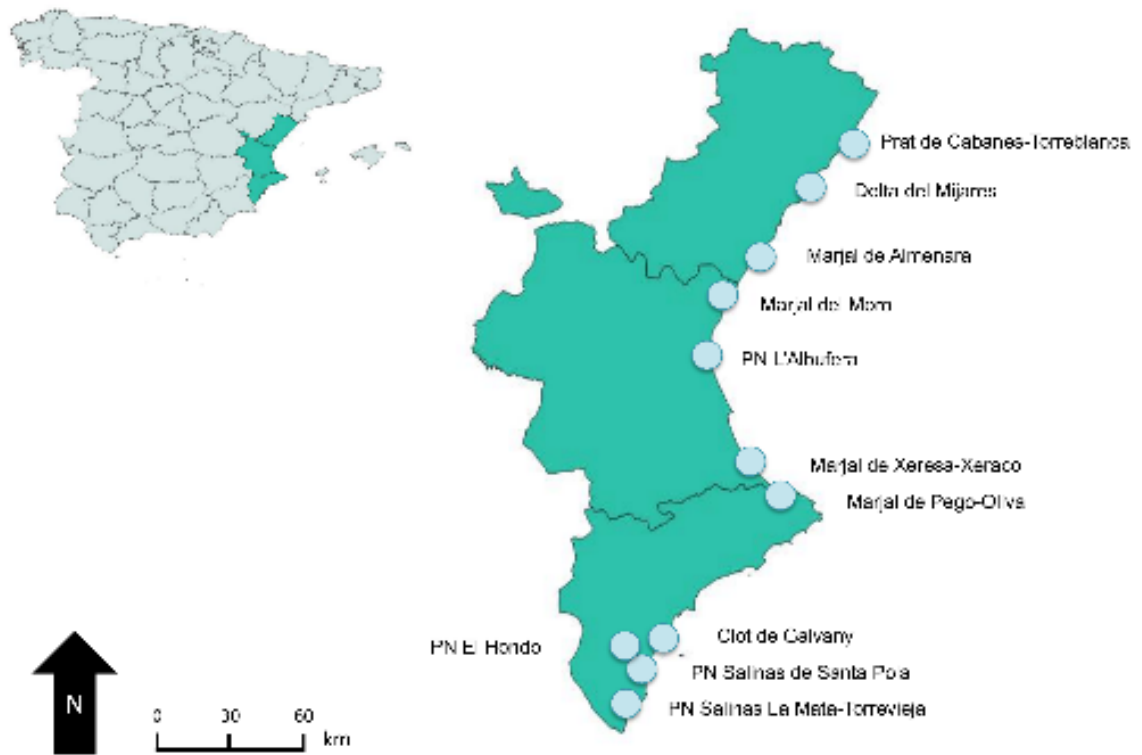 Prat de Cabanes-Torreblanca
Delta del Mijares
Marjal de Almenara
Marjal del Moro
PN L'Albufera
Marjal de Xeresa-Xeraco
Marjal de Pego-Oliva
Clot de Galvany
PN El Hondo
PN Salinas de Santa Pola
PN Salinas La Mata-Torrevieja
N
0 30 60
km